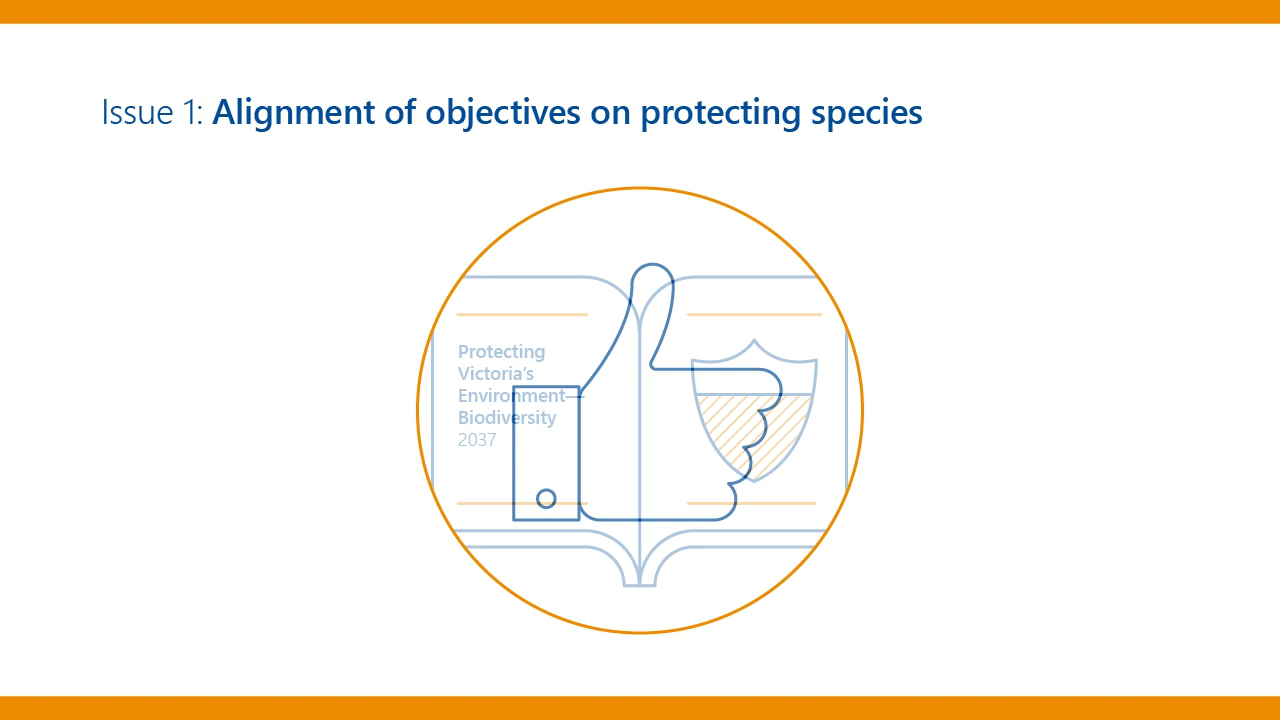 Issue 1: Alignment of objectives on protecting species
Protecting
Victoria's
Environment—
Biodiversity
2037